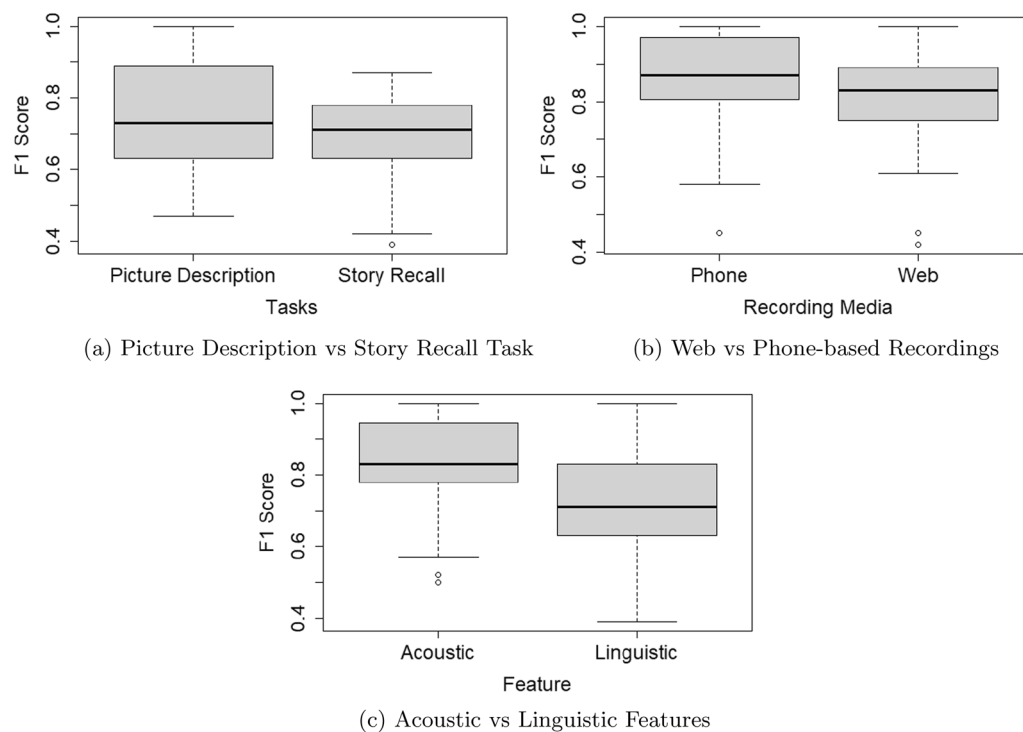 F1 Score
1.0
0.8
0.6
0.4
Picture Description
Story Recall
Tasks
(a) Picture Description vs Story Recall Task
F1 Score
1.0
0.8
0.6
0.4
Phone
Web
Recording Media
(b) Web vs Phone-based Recordings
F1 Score
1.0
0.8
0.6
0.4
Acoustic
Linguistic
Feature
(c) Acoustic vs Linguistic Features